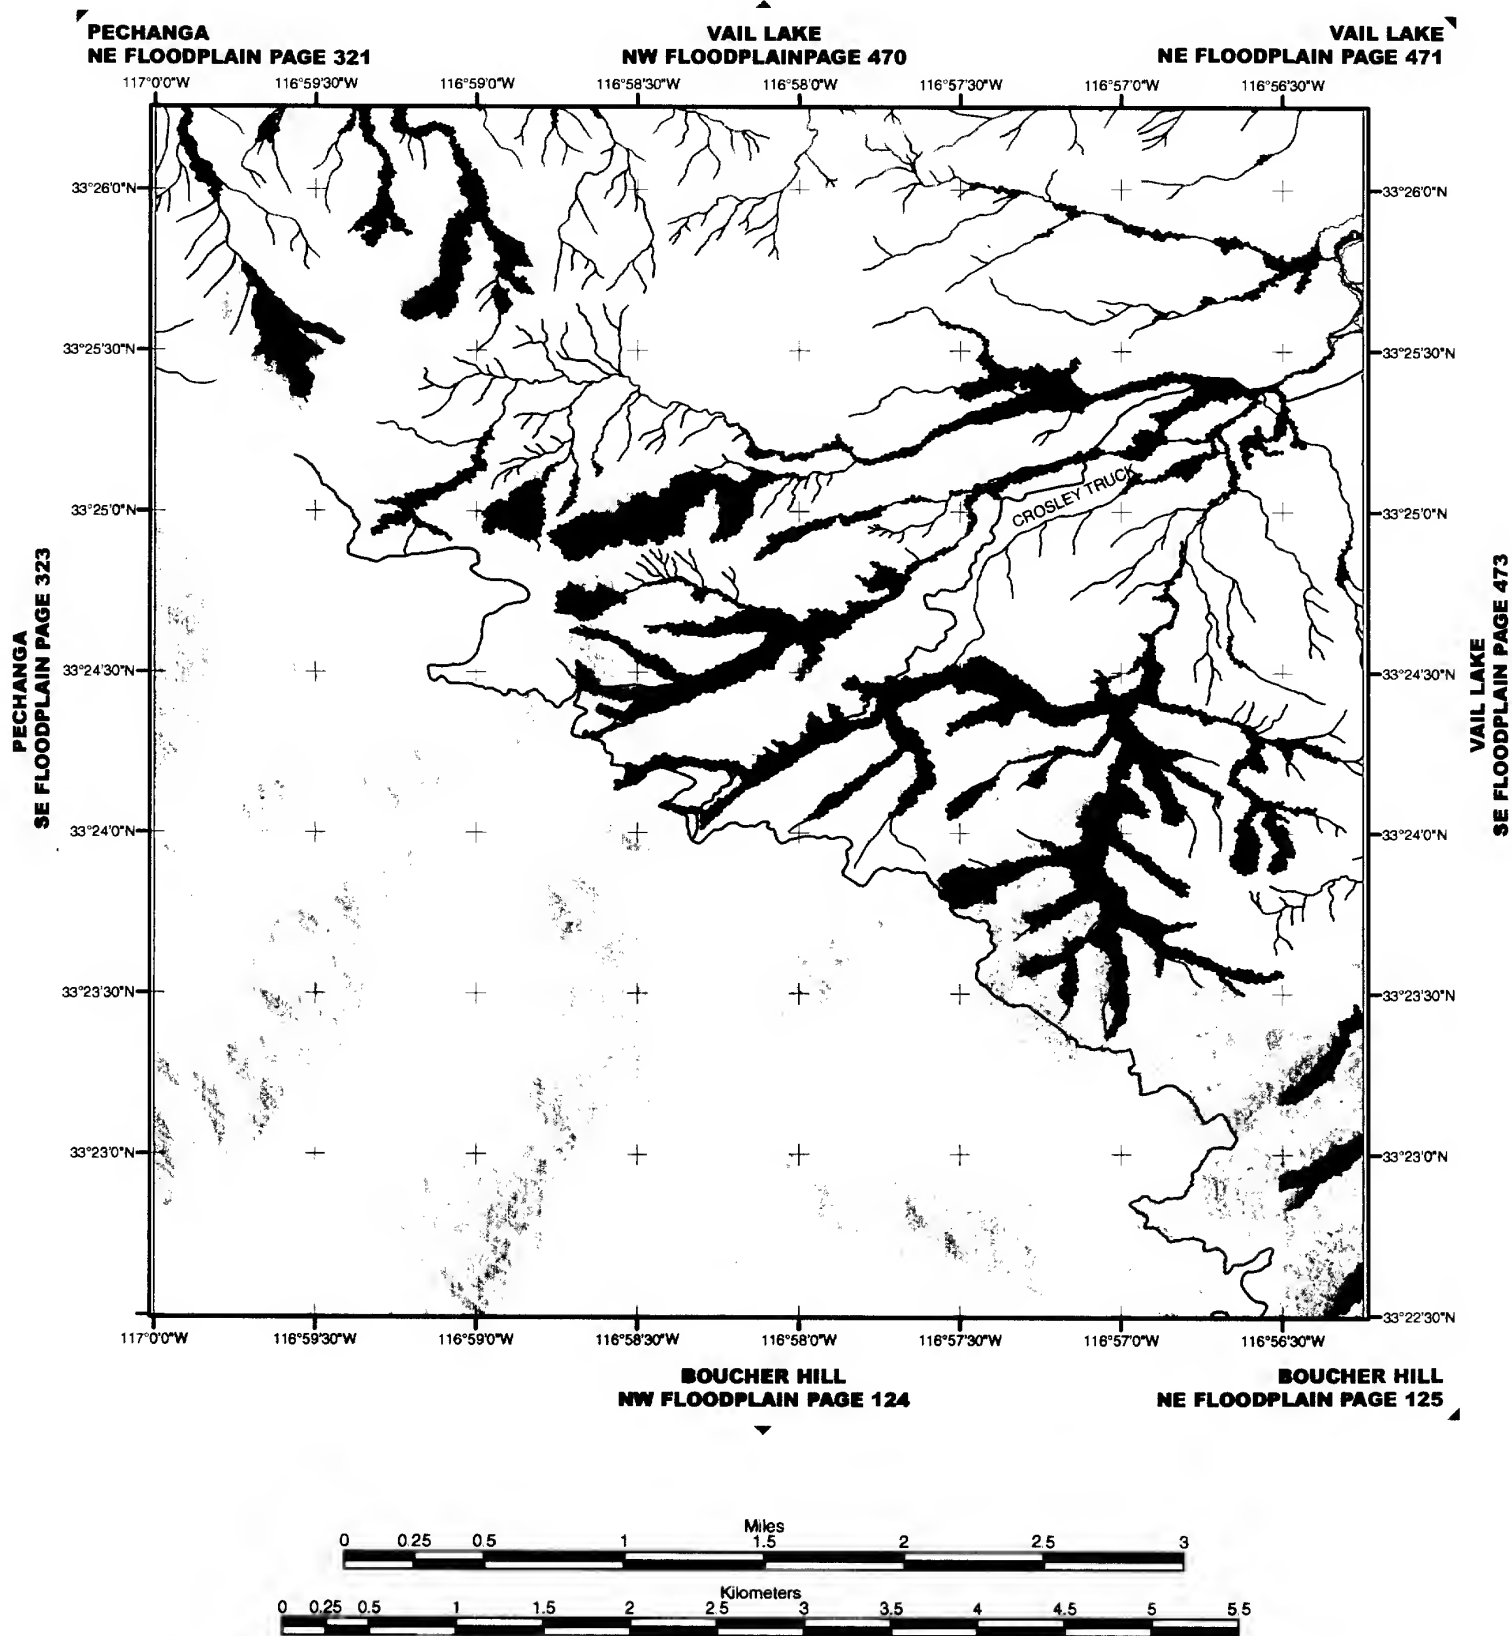 PECHANGA
NE FLOODPLAIN PAGE 321
VAIL LAKE
NW FLOODPLAINPAGE 470
VAIL LAKE
NE FLOODPLAIN PAGE 471
117°0'0"W
116°59'30"W
116°59'0"W
116°58'30"W
116°58'0"W
116°57'30"W
116°57'0"W
116°56'30"W
33°26'0"N
33°26'0"N
33°25'30"N
33°25'30"N
CROSLEY TRUCK
33°25'0"N
33°25'0"N
PECHANGA
SE FLOODPLAIN PAGE 323
VAIL LAKE
SE FLOODPLAIN PAGE 473
33°24'30"N
33°24'30"N
33°24'0"N
33°24'0"N
33°23'30"N
33°23'30"N
33°23'0"N
33°23'0"N
33°22'30"N
117°0'0"W
116°59'30"W
116°59'0"W
116°58'30"W
116°58'0"W
116°57'30"W
116°57'0"W
116°56'30"W
BOUCHER HILL
NW FLOODPLAIN PAGE 124
BOUCHER HILL
NE FLOODPLAIN PAGE 125
Miles
0 0.25 0.5 1 1.5 2 2.5 3
Kilometers
0 0.25 0.5 1 1.5 2 2.5 3 3.5 4 4.5 5 5.5